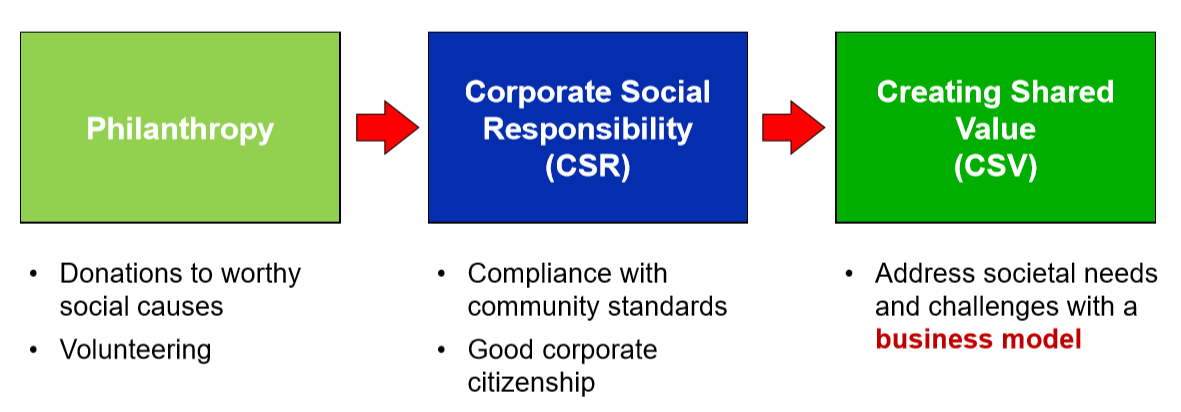 Philanthropy
Corporate Social
Responsibility
(CSR)
Creating Shared
Value
(CSV)
• Donations to worthy
social causes
• Volunteering
• Compliance with
community standards
• Good corporate
citizenship
• Address societal needs
and challenges with a
business model